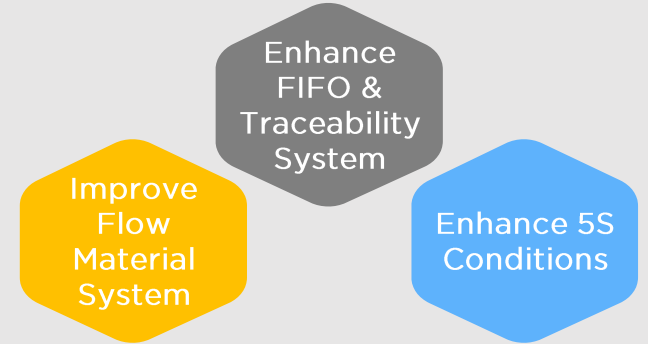 Enhance
FIFO &
Traceability
System
Improve
Flow
Material
System
Enhance 5S
Conditions